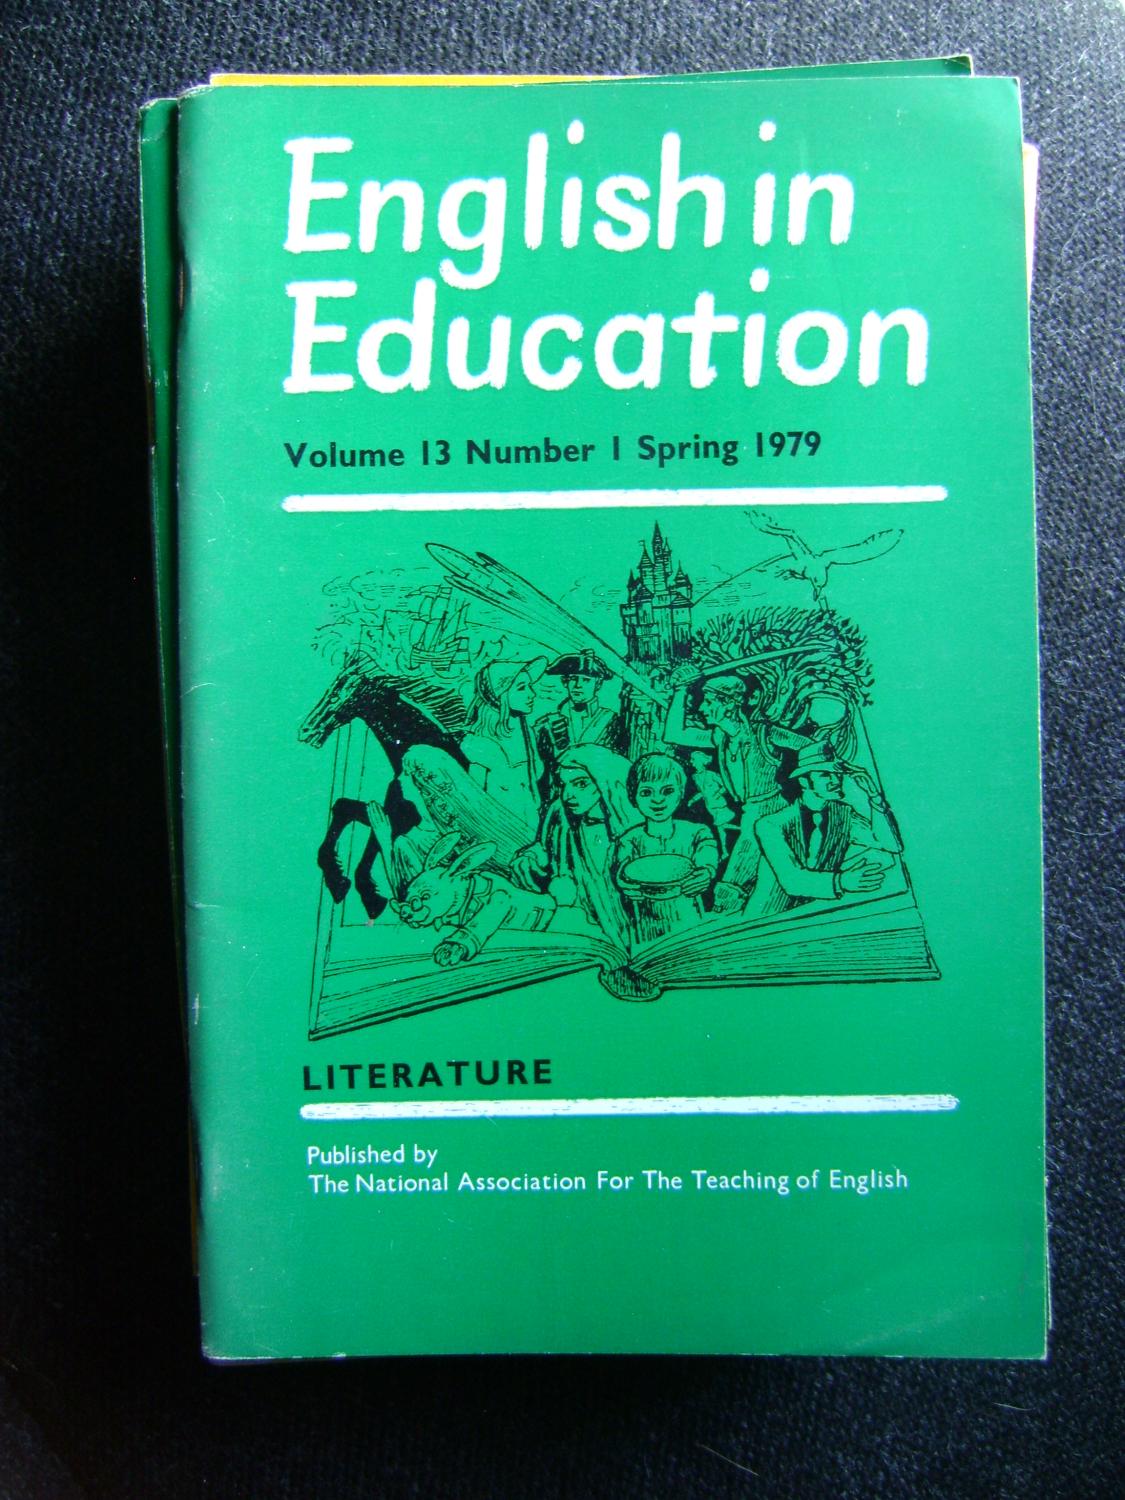 English in
Education
Volume 13 Number 1 Spring 1979
LITERATURE
Published by
The National Association For The Teaching of English